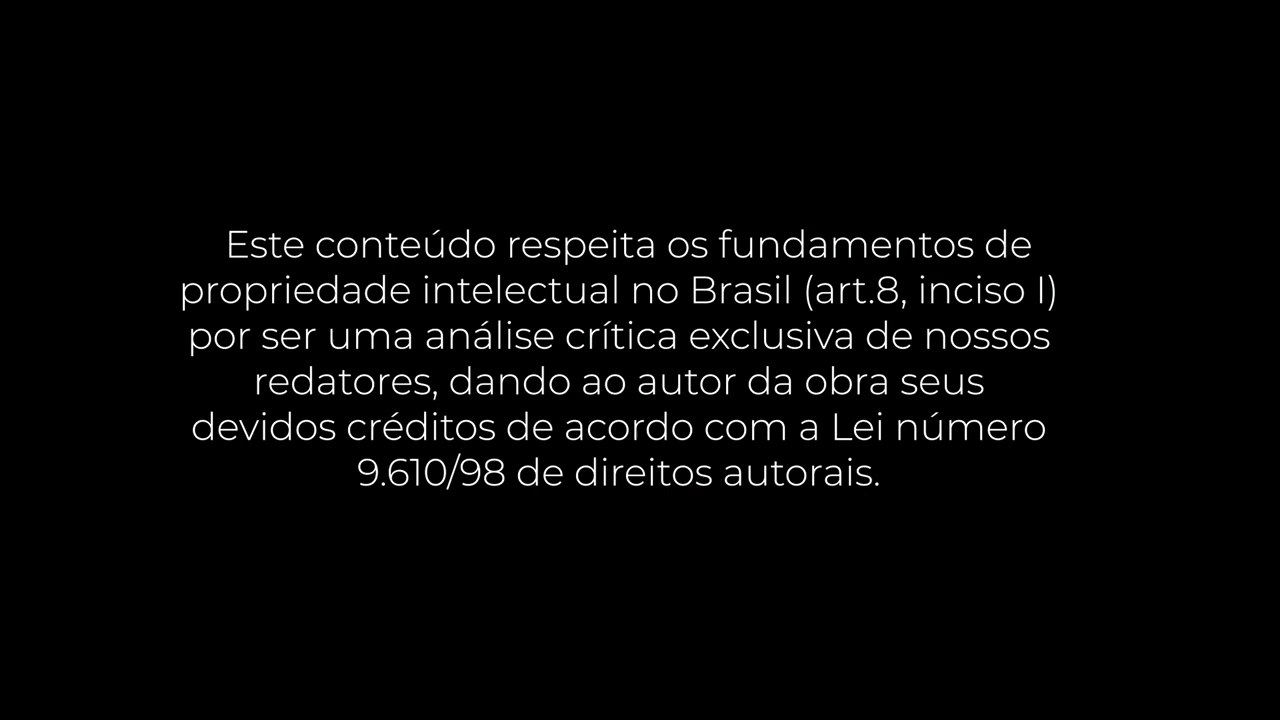 Este conteúdo respeita os fundamentos de
propriedade intelectual no Brasil (art.8, inciso I)
por ser uma análise crítica exclusiva de nossos
redatores, dando ao autor da obra seus
devidos créditos de acordo com a Lei número
9.610/98 de direitos autorais.